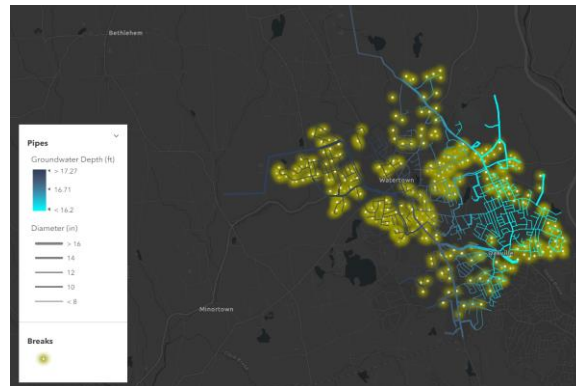 Bethlehem
Pipes
Groundwater Depth (ft)
> 17.27
16.71
< 16.2
Diameter (in)
> 16
14
12
10
< 8
Breaks
Watertown
Oakville
Minortown